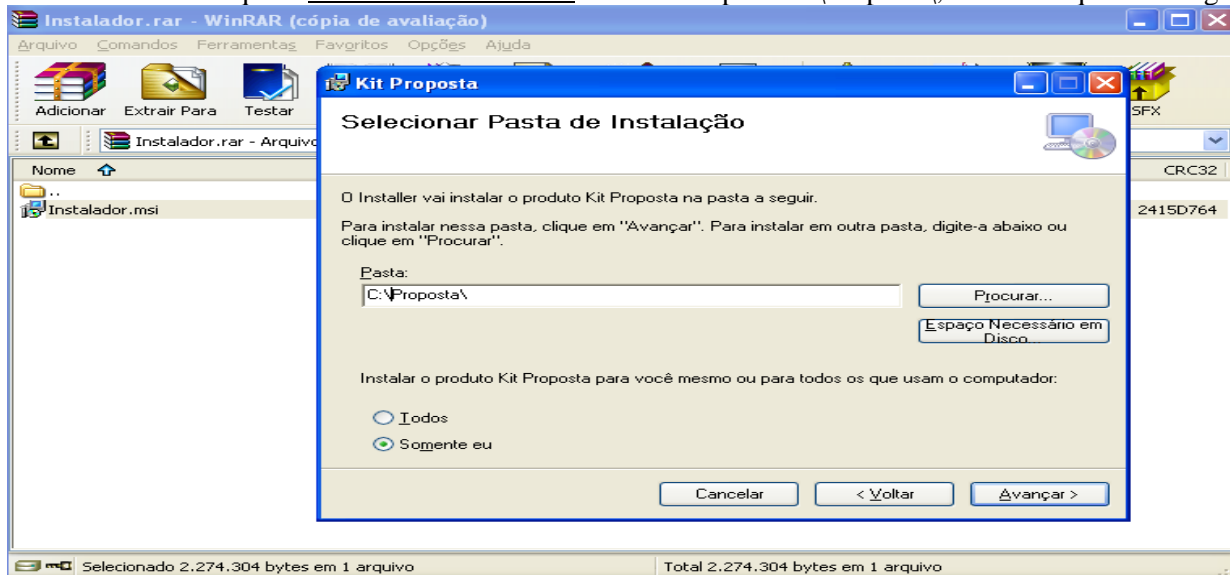 Instalador.rar - WinRAR (cópia de avaliação)
Arquivo Comandos Ferramentas Favoritos Opções Ajuda
Adicionar Extrair Para Testar SFX
Instalador.rar - Arquivo
Nome CRC32
..
Instalador.msi 2415D764
Kit Proposta
Selecionar Pasta de Instalação
O Installer vai instalar o produto Kit Proposta na pasta a seguir.
Para instalar nessa pasta, clique em "Avançar". Para instalar em outra pasta, digite-a abaixo ou
clique em "Procurar".
Pasta:
C:\Proposta\
Procurar...
Espaço Necessário em
Disco...
Instalar o produto Kit Proposta para você mesmo ou para todos os que usam o computador:
Todos
Somente eu
Cancelar < Voltar Avançar >
Selecionado 2.274.304 bytes em 1 arquivo Total 2.274.304 bytes em 1 arquivo